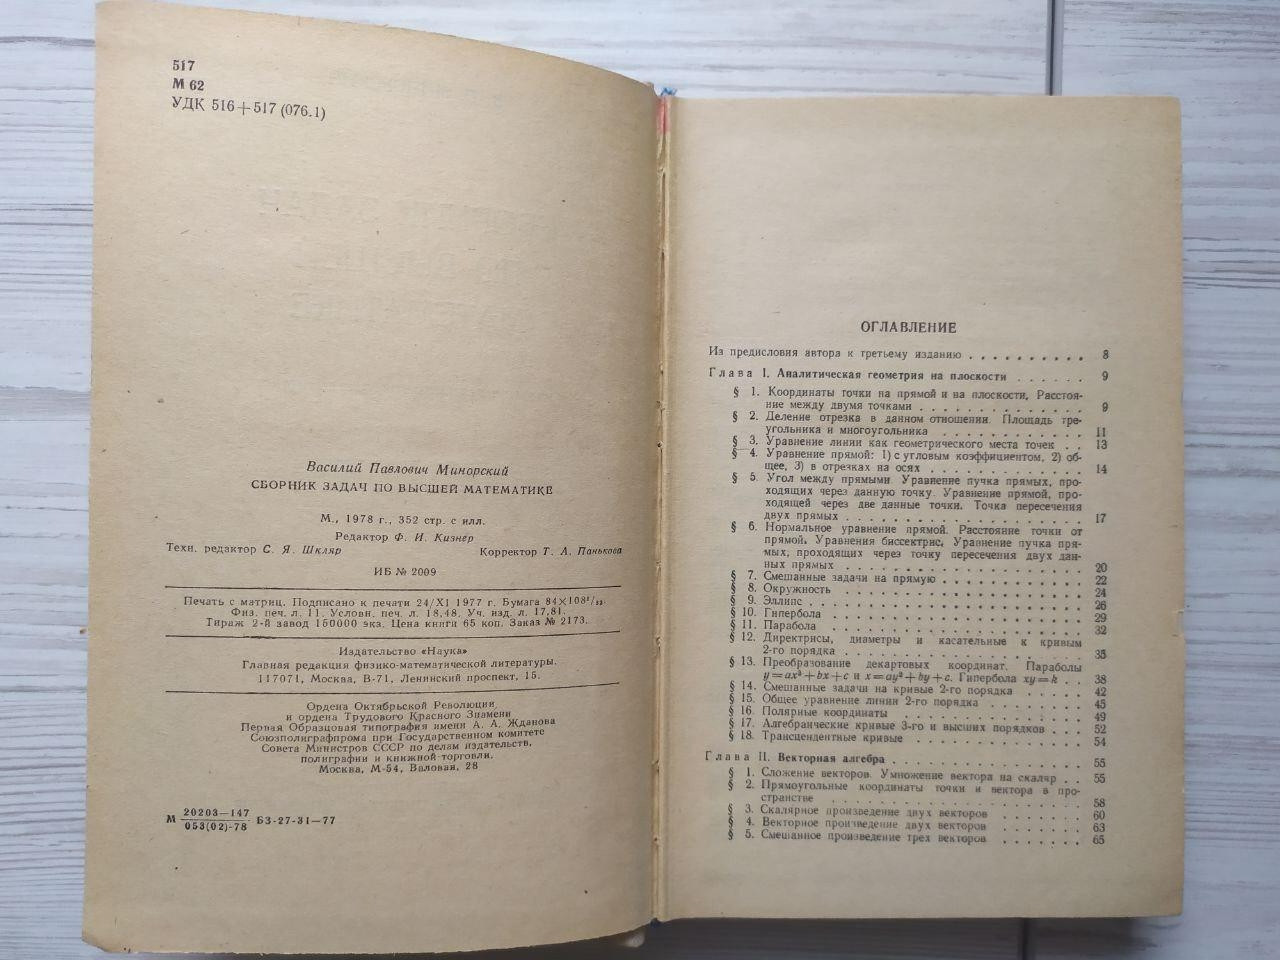 517
М 62
УДК 516+517 (076.1)
Василий Павлович Минорский
СБОРНИК ЗАДАЧ ПО ВЫСШЕЙ МАТЕМАТИКЕ
М., 1978 г., 352 стр. с илл.
Редактор Ф. И. Кизнер
Техн. редактор С. Я. Шкляр Корректор Т. А. Панькова
ИБ № 2009
Печать с матриц. Подписано к печати 24/XI 1977 г. Бумага 84×108¹/₃₂
Физ. печ. л. 11. Условн. печ. л. 18,48. Уч. изд. л. 17,81.
Тираж 2-й завод 150000 экз. Цена книги 65 коп. Заказ № 2173.
Издательство «Наука»
Главная редакция физико-математической литературы.
117071, Москва, В-71, Ленинский проспект, 15.
Ордена Октябрьской Революции
и ордена Трудового Красного Знамени
Первая Образцовая типография имени А. А. Жданова
Союзполиграфпрома при Государственном комитете
Совета Министров СССР по делам издательств,
полиграфии и книжной торговли.
Москва, М-54, Валовая, 28
М 20203—147 / 053(02)-78 БЗ-27-31-77
ОГЛАВЛЕНИЕ
Из предисловия автора к третьему изданию . . . . . . . . . . 8
Глава I. Аналитическая геометрия на плоскости . . . . . . 9
§ 1. Координаты точки на прямой и на плоскости, Расстоя-
ние между двумя точками . . . . . . . . . . . . . . 9
§ 2. Деление отрезка в данном отношении. Площадь тре-
угольника и многоугольника . . . . . . . . . . . . 11
§ 3. Уравнение линии как геометрического места точек . . 13
§ 4. Уравнение прямой: 1) с угловым коэффициентом, 2) об-
щее, 3) в отрезках на осях . . . . . . . . . . . . . 14
§ 5. Угол между прямыми. Уравнение пучка прямых, про-
ходящих через данную точку. Уравнение прямой, про-
ходящей через две данные точки. Точка пересечения
двух прямых . . . . . . . . . . . . . . . . . . . . 17
§ 6. Нормальное уравнение прямой. Расстояние точки от
прямой. Уравнения биссектрис. Уравнение пучка пря-
мых, проходящих через точку пересечения двух дан-
ных прямых . . . . . . . . . . . . . . . . . . . . 20
§ 7. Смешанные задачи на прямую . . . . . . . . . . . . 22
§ 8. Окружность . . . . . . . . . . . . . . . . . . . . 24
§ 9. Эллипс . . . . . . . . . . . . . . . . . . . . . . 26
§ 10. Гипербола . . . . . . . . . . . . . . . . . . . . 29
§ 11. Парабола . . . . . . . . . . . . . . . . . . . . . 32
§ 12. Директрисы, диаметры и касательные к кривым
2-го порядка . . . . . . . . . . . . . . . . . . . 35
§ 13. Преобразование декартовых координат. Параболы
y=ax²+bx+c и x=ay²+by+c. Гипербола xy=k . . 38
§ 14. Смешанные задачи на кривые 2-го порядка . . . . . 42
§ 15. Общее уравнение линии 2-го порядка . . . . . . . . 45
§ 16. Полярные координаты . . . . . . . . . . . . . . . 49
§ 17. Алгебраические кривые 3-го и высших порядков . . . 52
§ 18. Трансцендентные кривые . . . . . . . . . . . . . . 54
Глава II. Векторная алгебра . . . . . . . . . . . . . . . . 55
§ 1. Сложение векторов. Умножение вектора на скаляр . . 55
§ 2. Прямоугольные координаты точки и вектора в про-
странстве . . . . . . . . . . . . . . . . . . . . . 58
§ 3. Скалярное произведение двух векторов . . . . . . . 60
§ 4. Векторное произведение двух векторов . . . . . . . 63
§ 5. Смешанное произведение трех векторов . . . . . . . 65